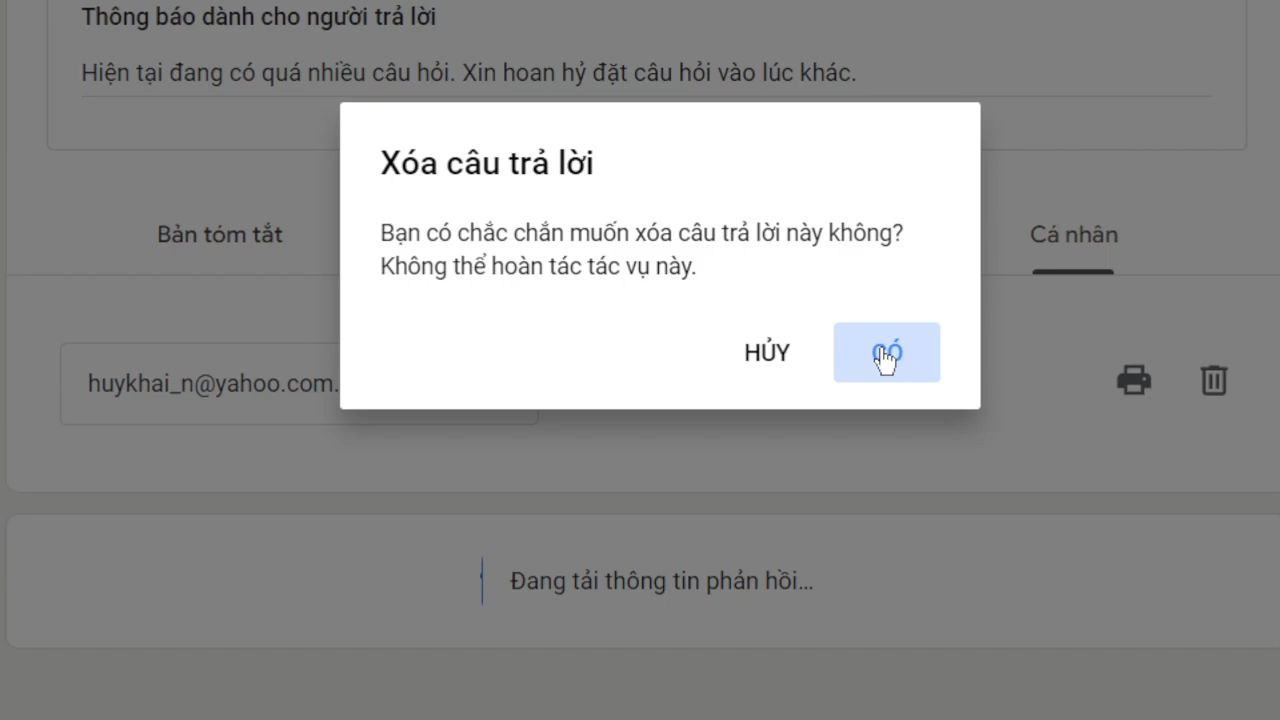 Thông báo dành cho người trả lời
Hiện tại đang có quá nhiều câu hỏi. Xin hoan hỷ đặt câu hỏi vào lúc khác.
Xóa câu trả lời
Bạn có chắc chắn muốn xóa câu trả lời này không?
Không thể hoàn tác tác vụ này.
HỦY
CÓ
Bản tóm tắt
Cá nhân
huykhai_n@yahoo.com.
Đang tải thông tin phản hồi...